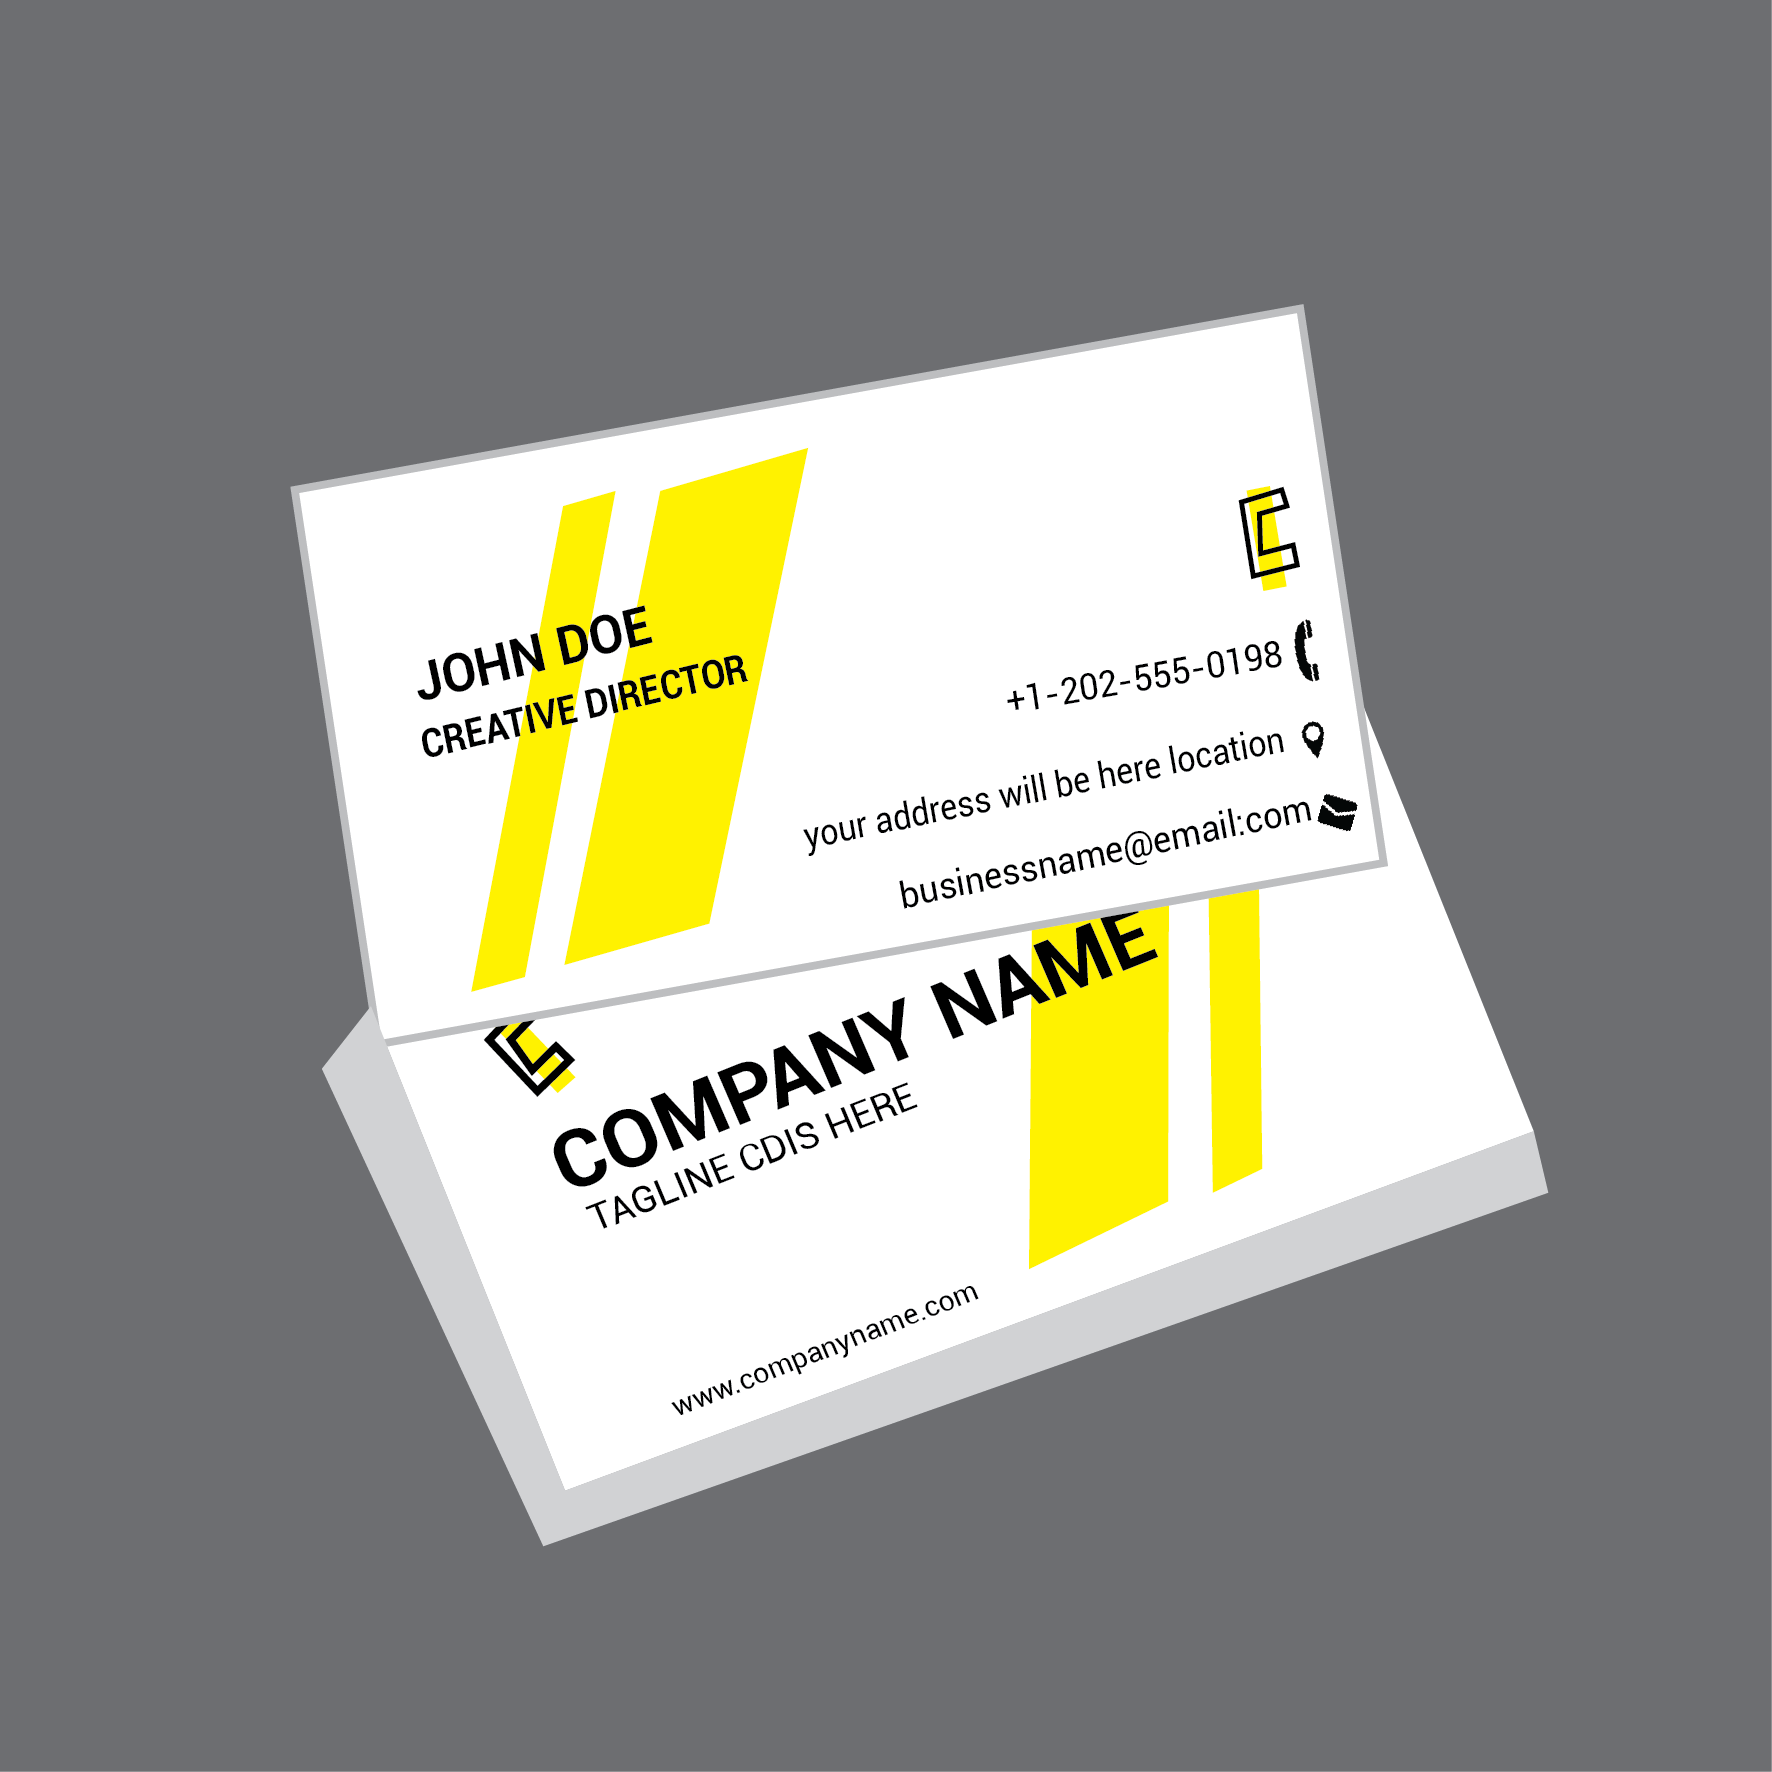 JOHN DOE
CREATIVE DIRECTOR
+1-202-555-0198
your address will be here location
businessname@email:com
COMPANY NAME
TAGLINE CDIS HERE
www.companyname.com